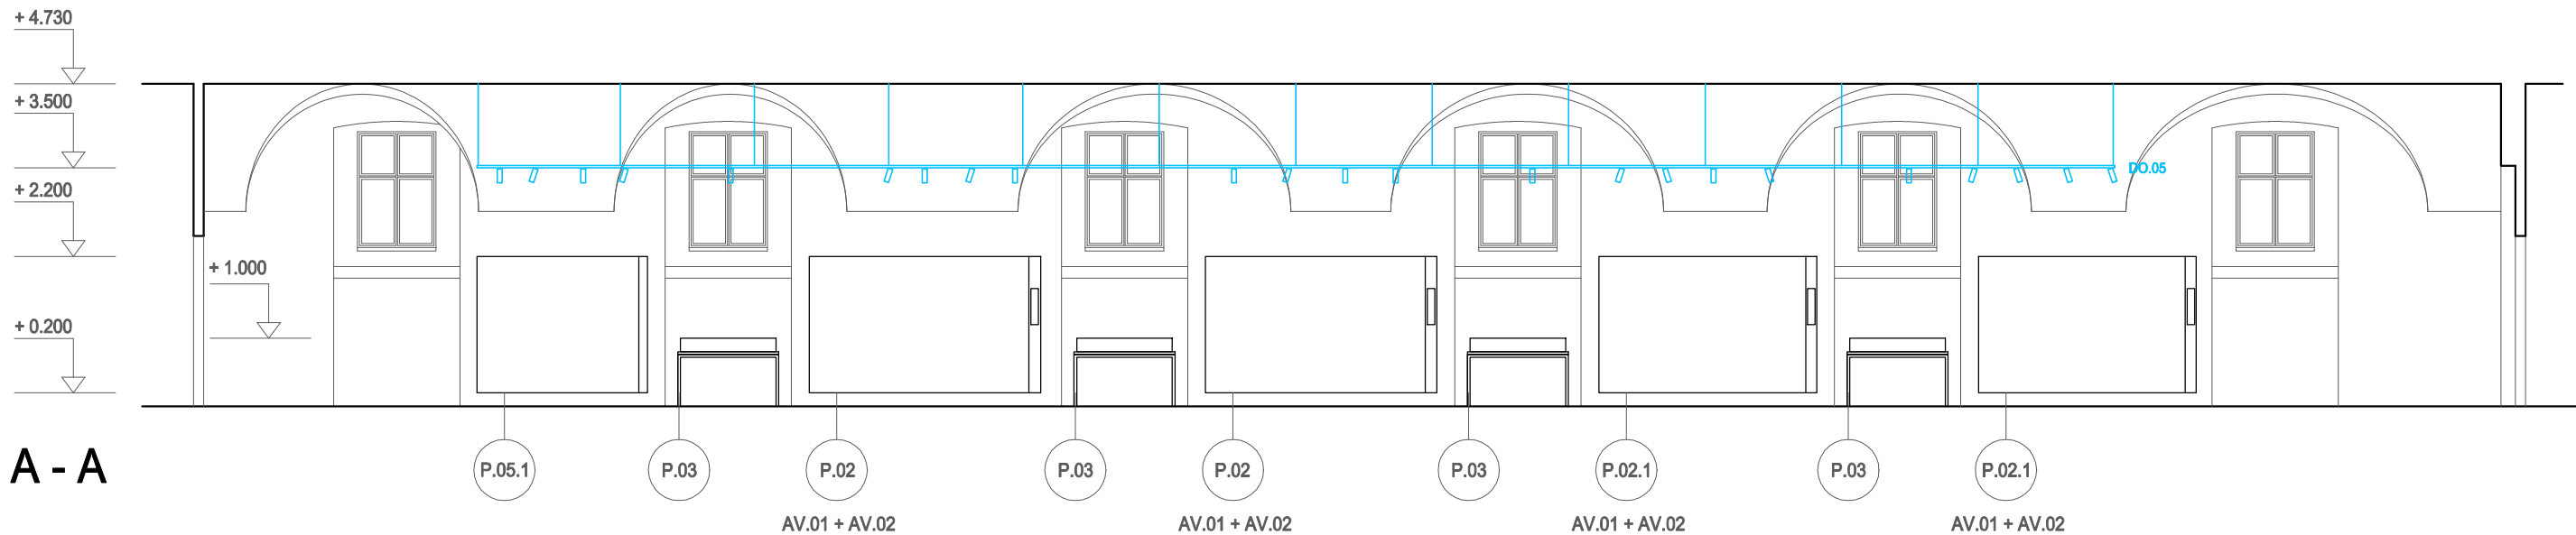 + 4.730
+ 3.500
DO.05
+ 2.200
+ 1.000
+ 0.200
A - A
P.05.1 P.03 P.02 P.03 P.02 P.03 P.02.1 P.03 P.02.1
AV.01 + AV.02 AV.01 + AV.02 AV.01 + AV.02 AV.01 + AV.02